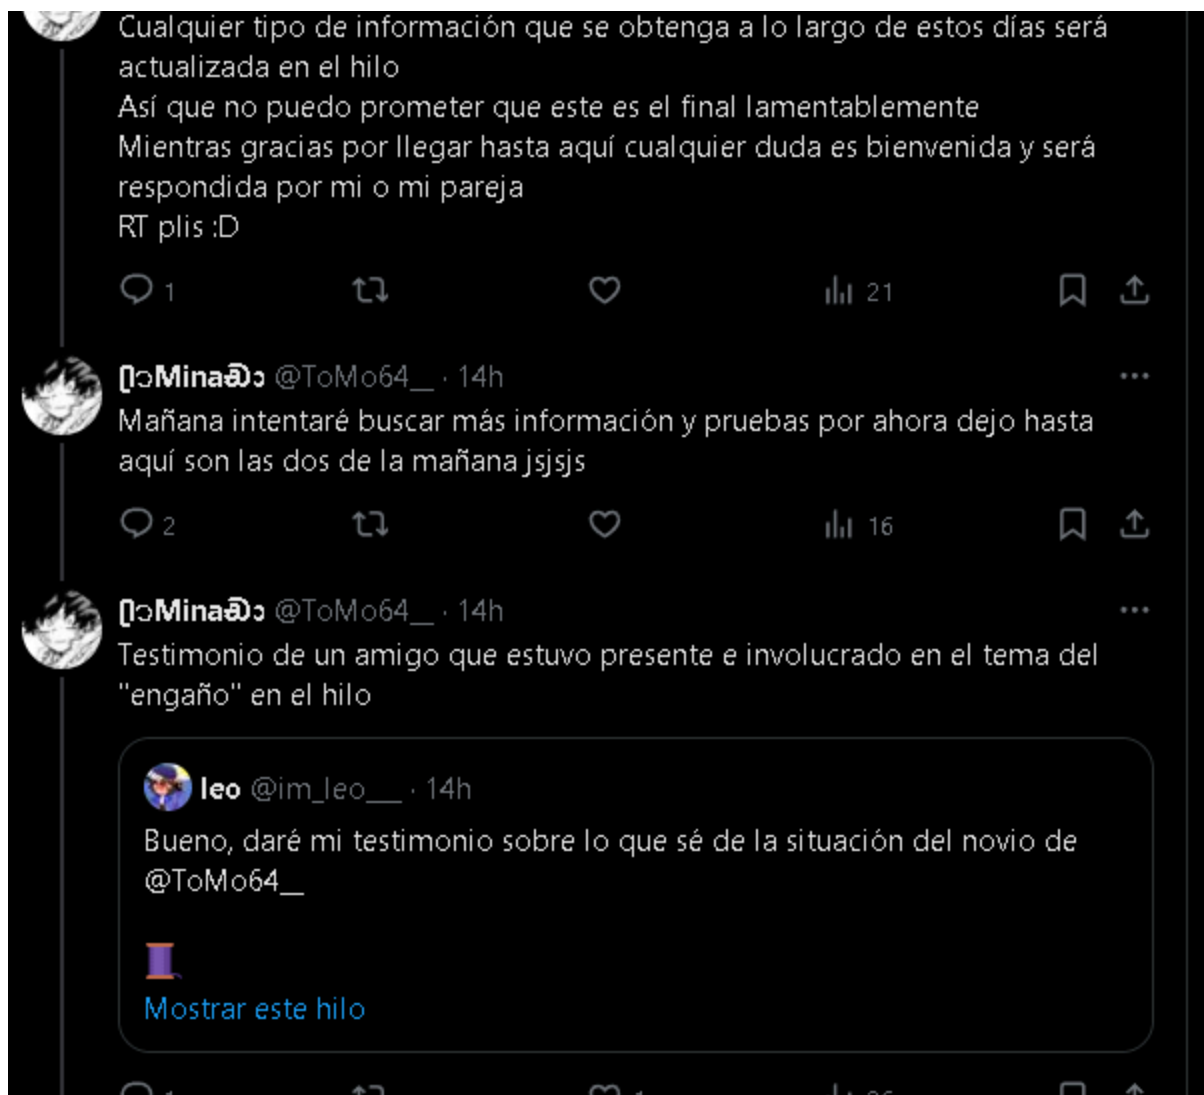 Cualquier tipo de información que se obtenga a lo largo de estos días será
actualizada en el hilo
Así que no puedo prometer que este es el final lamentablemente
Mientras gracias por llegar hasta aquí cualquier duda es bienvenida y será
respondida por mi o mi pareja
RT plis :D
1 21
Mina @ToMo64__ · 14h
Mañana intentaré buscar más información y pruebas por ahora dejo hasta
aquí son las dos de la mañana jsjsjs
2 16
Mina @ToMo64__ · 14h
Testimonio de un amigo que estuvo presente e involucrado en el tema del
"engaño" en el hilo
leo @im_leo___ · 14h
Bueno, daré mi testimonio sobre lo que sé de la situación del novio de
@ToMo64__
Mostrar este hilo